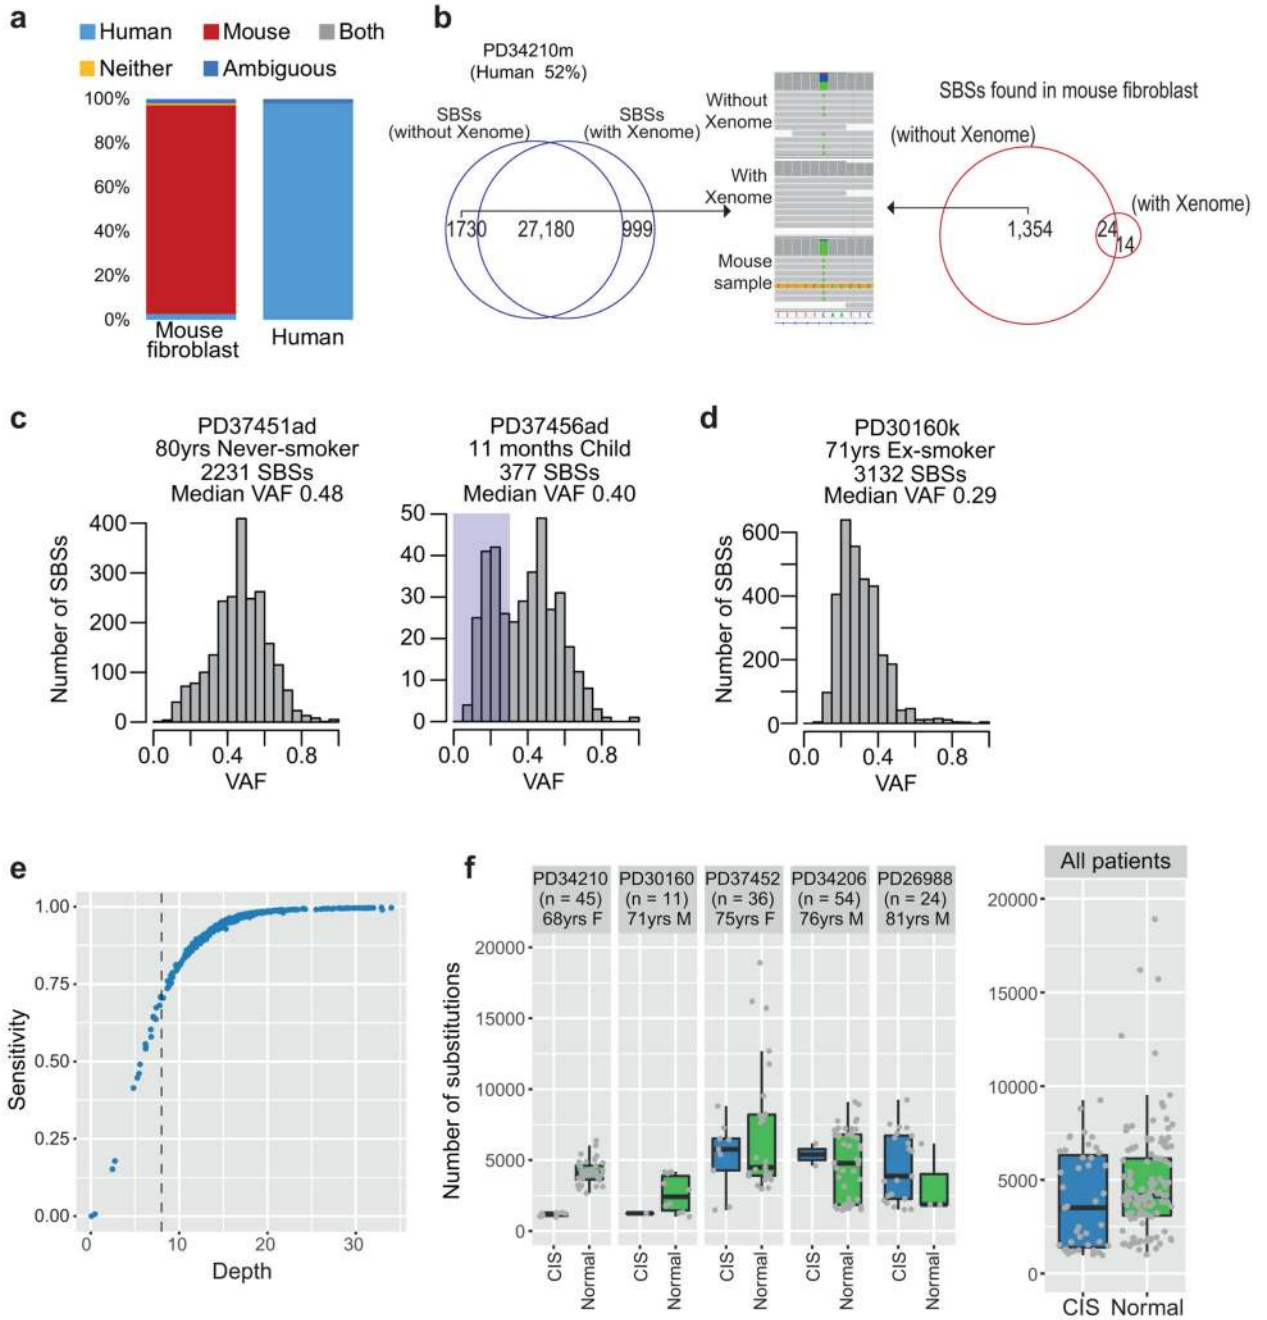 a
Human Mouse Both
Neither Ambiguous
100%
80%
60%
40%
20%
0%
Mouse
fibroblast
Human
b
PD34210m
(Human 52%)
SBSs
(without Xenome)
SBSs
(with Xenome)
1730 27,180 999
Without
Xenome
With
Xenome
Mouse
sample
SBSs found in mouse fibroblast
(without Xenome)
(with Xenome)
1,354
24
14
c
PD37451ad
80yrs Never-smoker
2231 SBSs
Median VAF 0.48
Number of SBSs
400
300
200
100
0
0.0 0.4 0.8
VAF
PD37456ad
11 months Child
377 SBSs
Median VAF 0.40
50
40
30
20
10
0
0.0 0.4 0.8
VAF
d
PD30160k
71yrs Ex-smoker
3132 SBSs
Median VAF 0.29
Number of SBSs
600
400
200
0
0.0 0.4 0.8
VAF
e
Sensitivity
1.00
0.75
0.50
0.25
0.00
0 10 20 30
Depth
f
PD34210
(n = 45)
68yrs F
PD30160
(n = 11)
71yrs M
PD37452
(n = 36)
75yrs F
PD34206
(n = 54)
76yrs M
PD26988
(n = 24)
81yrs M
Number of substitutions
20000
15000
10000
5000
0
CIS Normal CIS Normal CIS Normal CIS Normal CIS Normal
All patients
20000
15000
10000
5000
0
CIS Normal